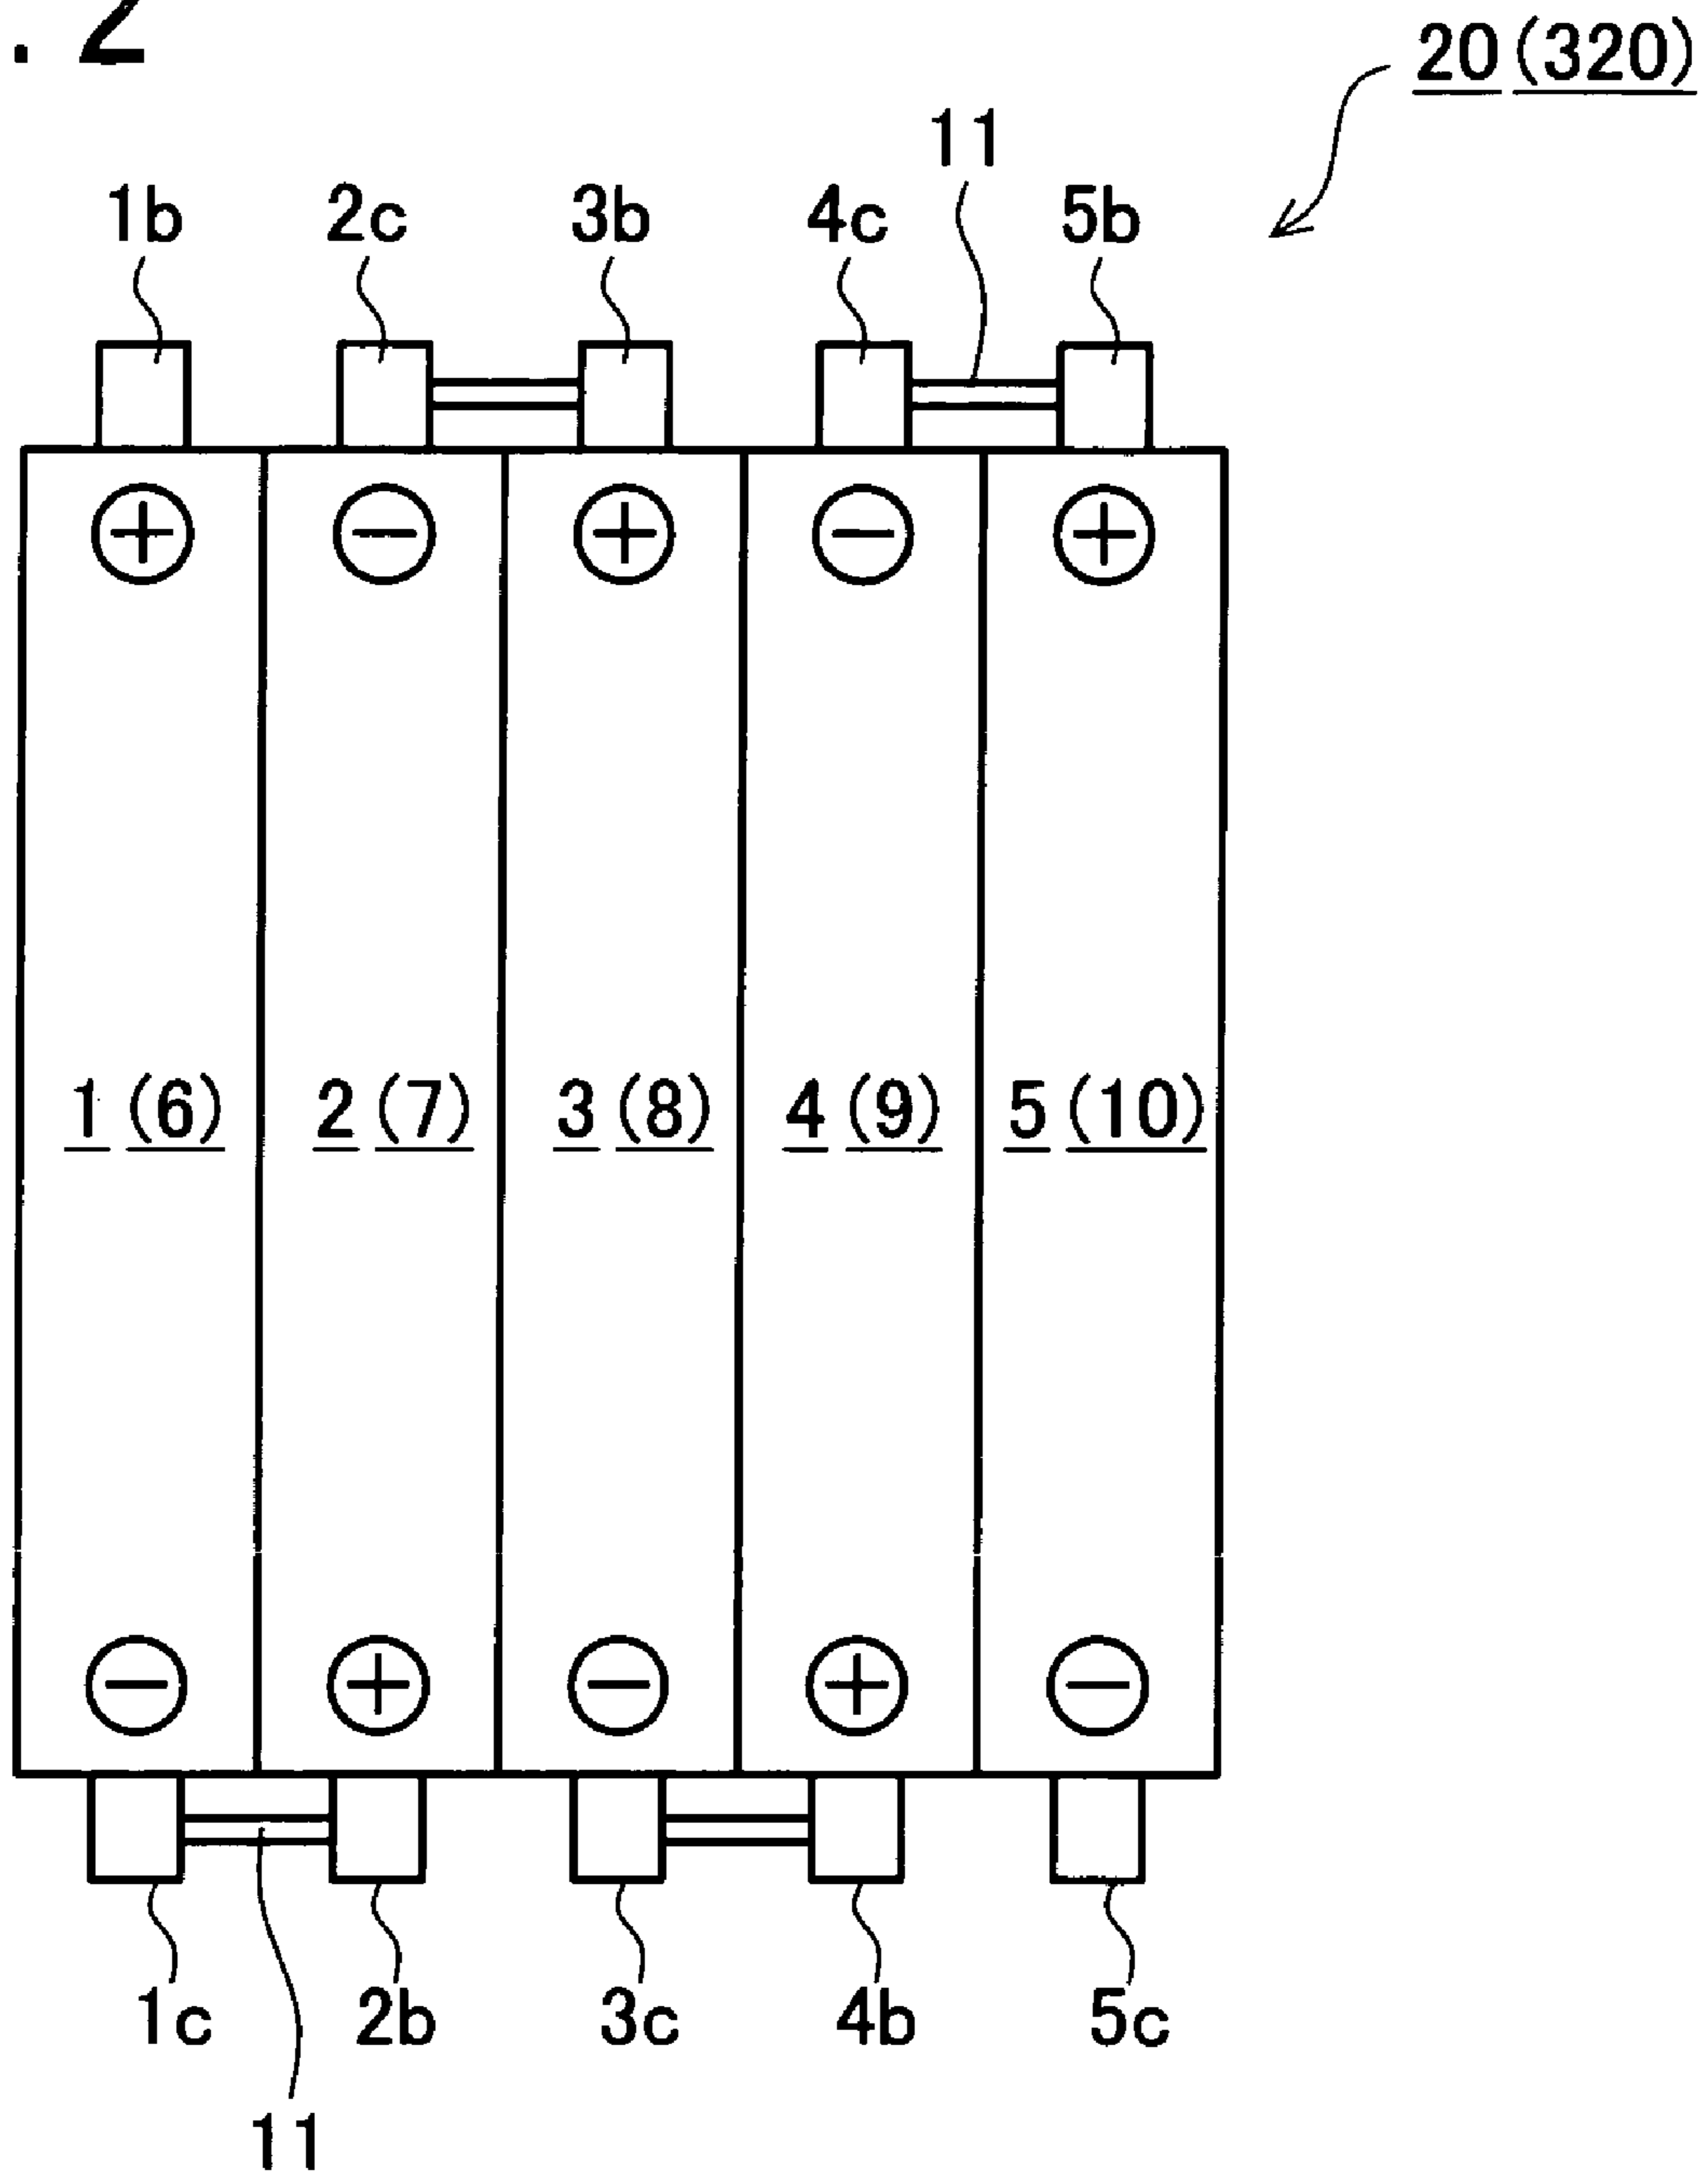 . 2
20 (320)
11
1b 2c 3b 4c 5b
+ − + − +
1 (6) 2 (7) 3 (8) 4 (9) 5 (10)
− + − + −
1c 2b 3c 4b 5c
11